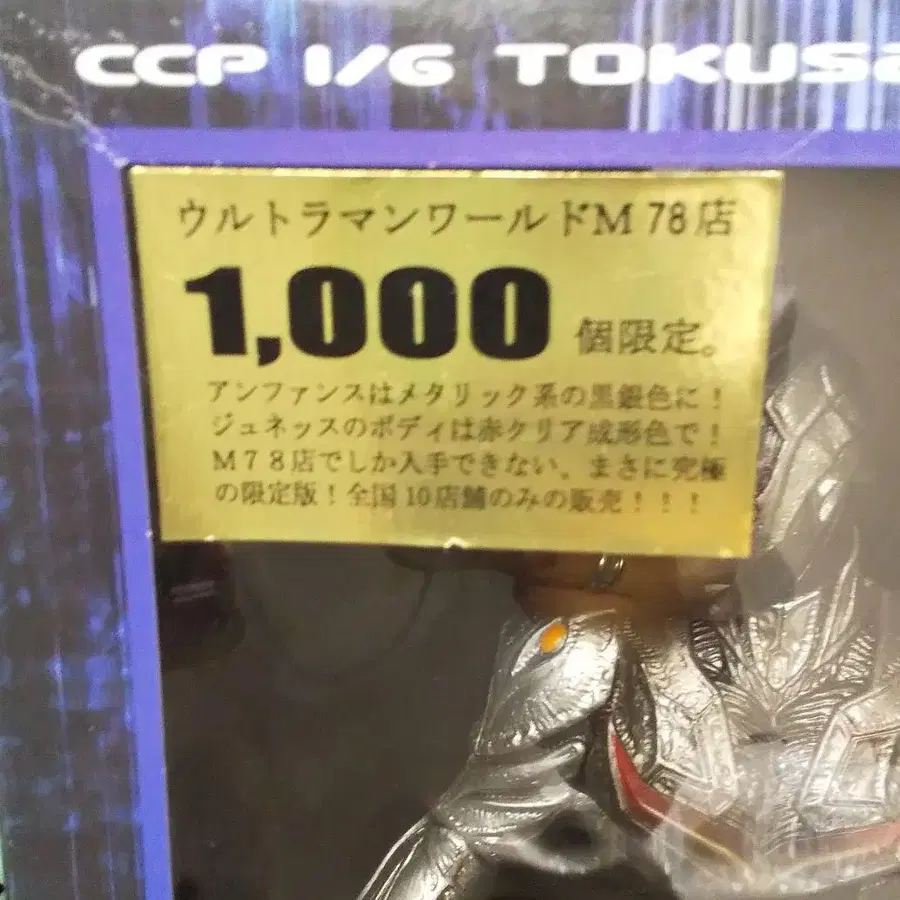 CCP 1/6 TOKUSA
ウルトラマンワールドM78店
1,000 個限定。
アンファンスはメタリック系の黒銀色に！
ジュネッスのボディは赤クリア成形色で！
M78店でしか入手できない、まさに究極
の限定版！全国10店舗のみの販売！！！